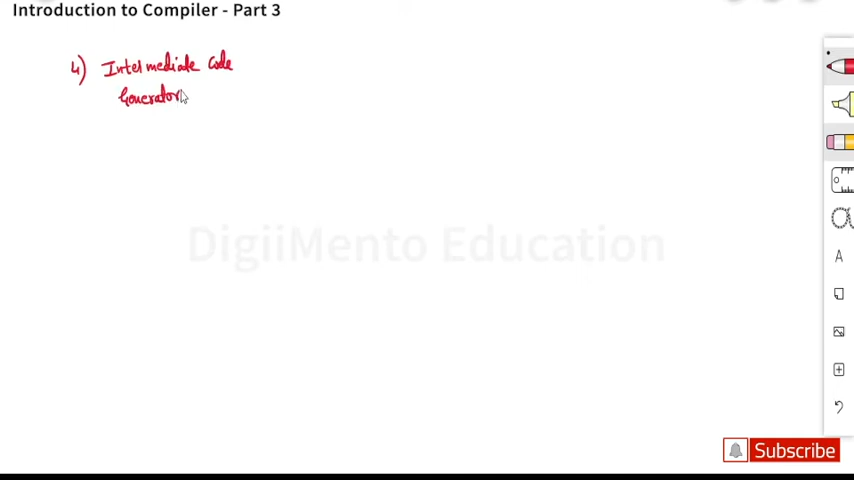 Introduction to Compiler - Part 3
4) Intermediate Code
Generator
DigiiMento Education
A
Subscribe